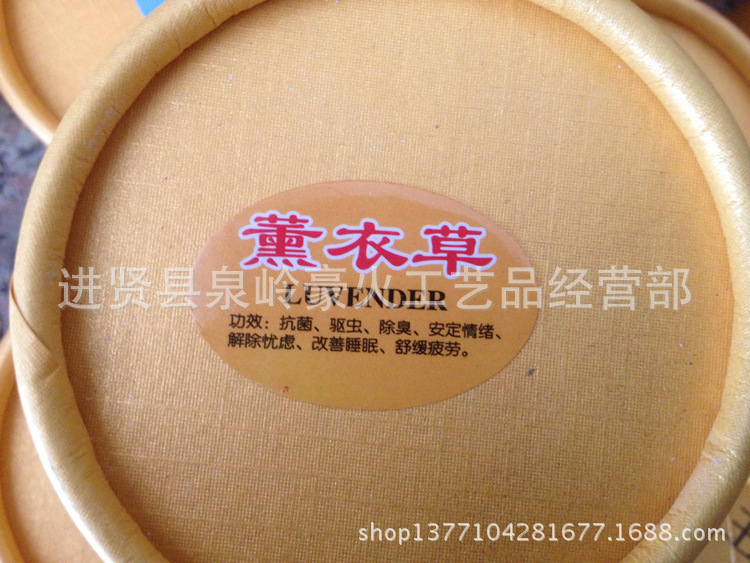 薰衣草
进贤县泉岭豪从工艺品经营部
LUVENDER
功效：抗菌、驱虫、除臭、安定情绪、
解除忧虑、改善睡眠、舒缓疲劳。
shop1377104281677.1688.com